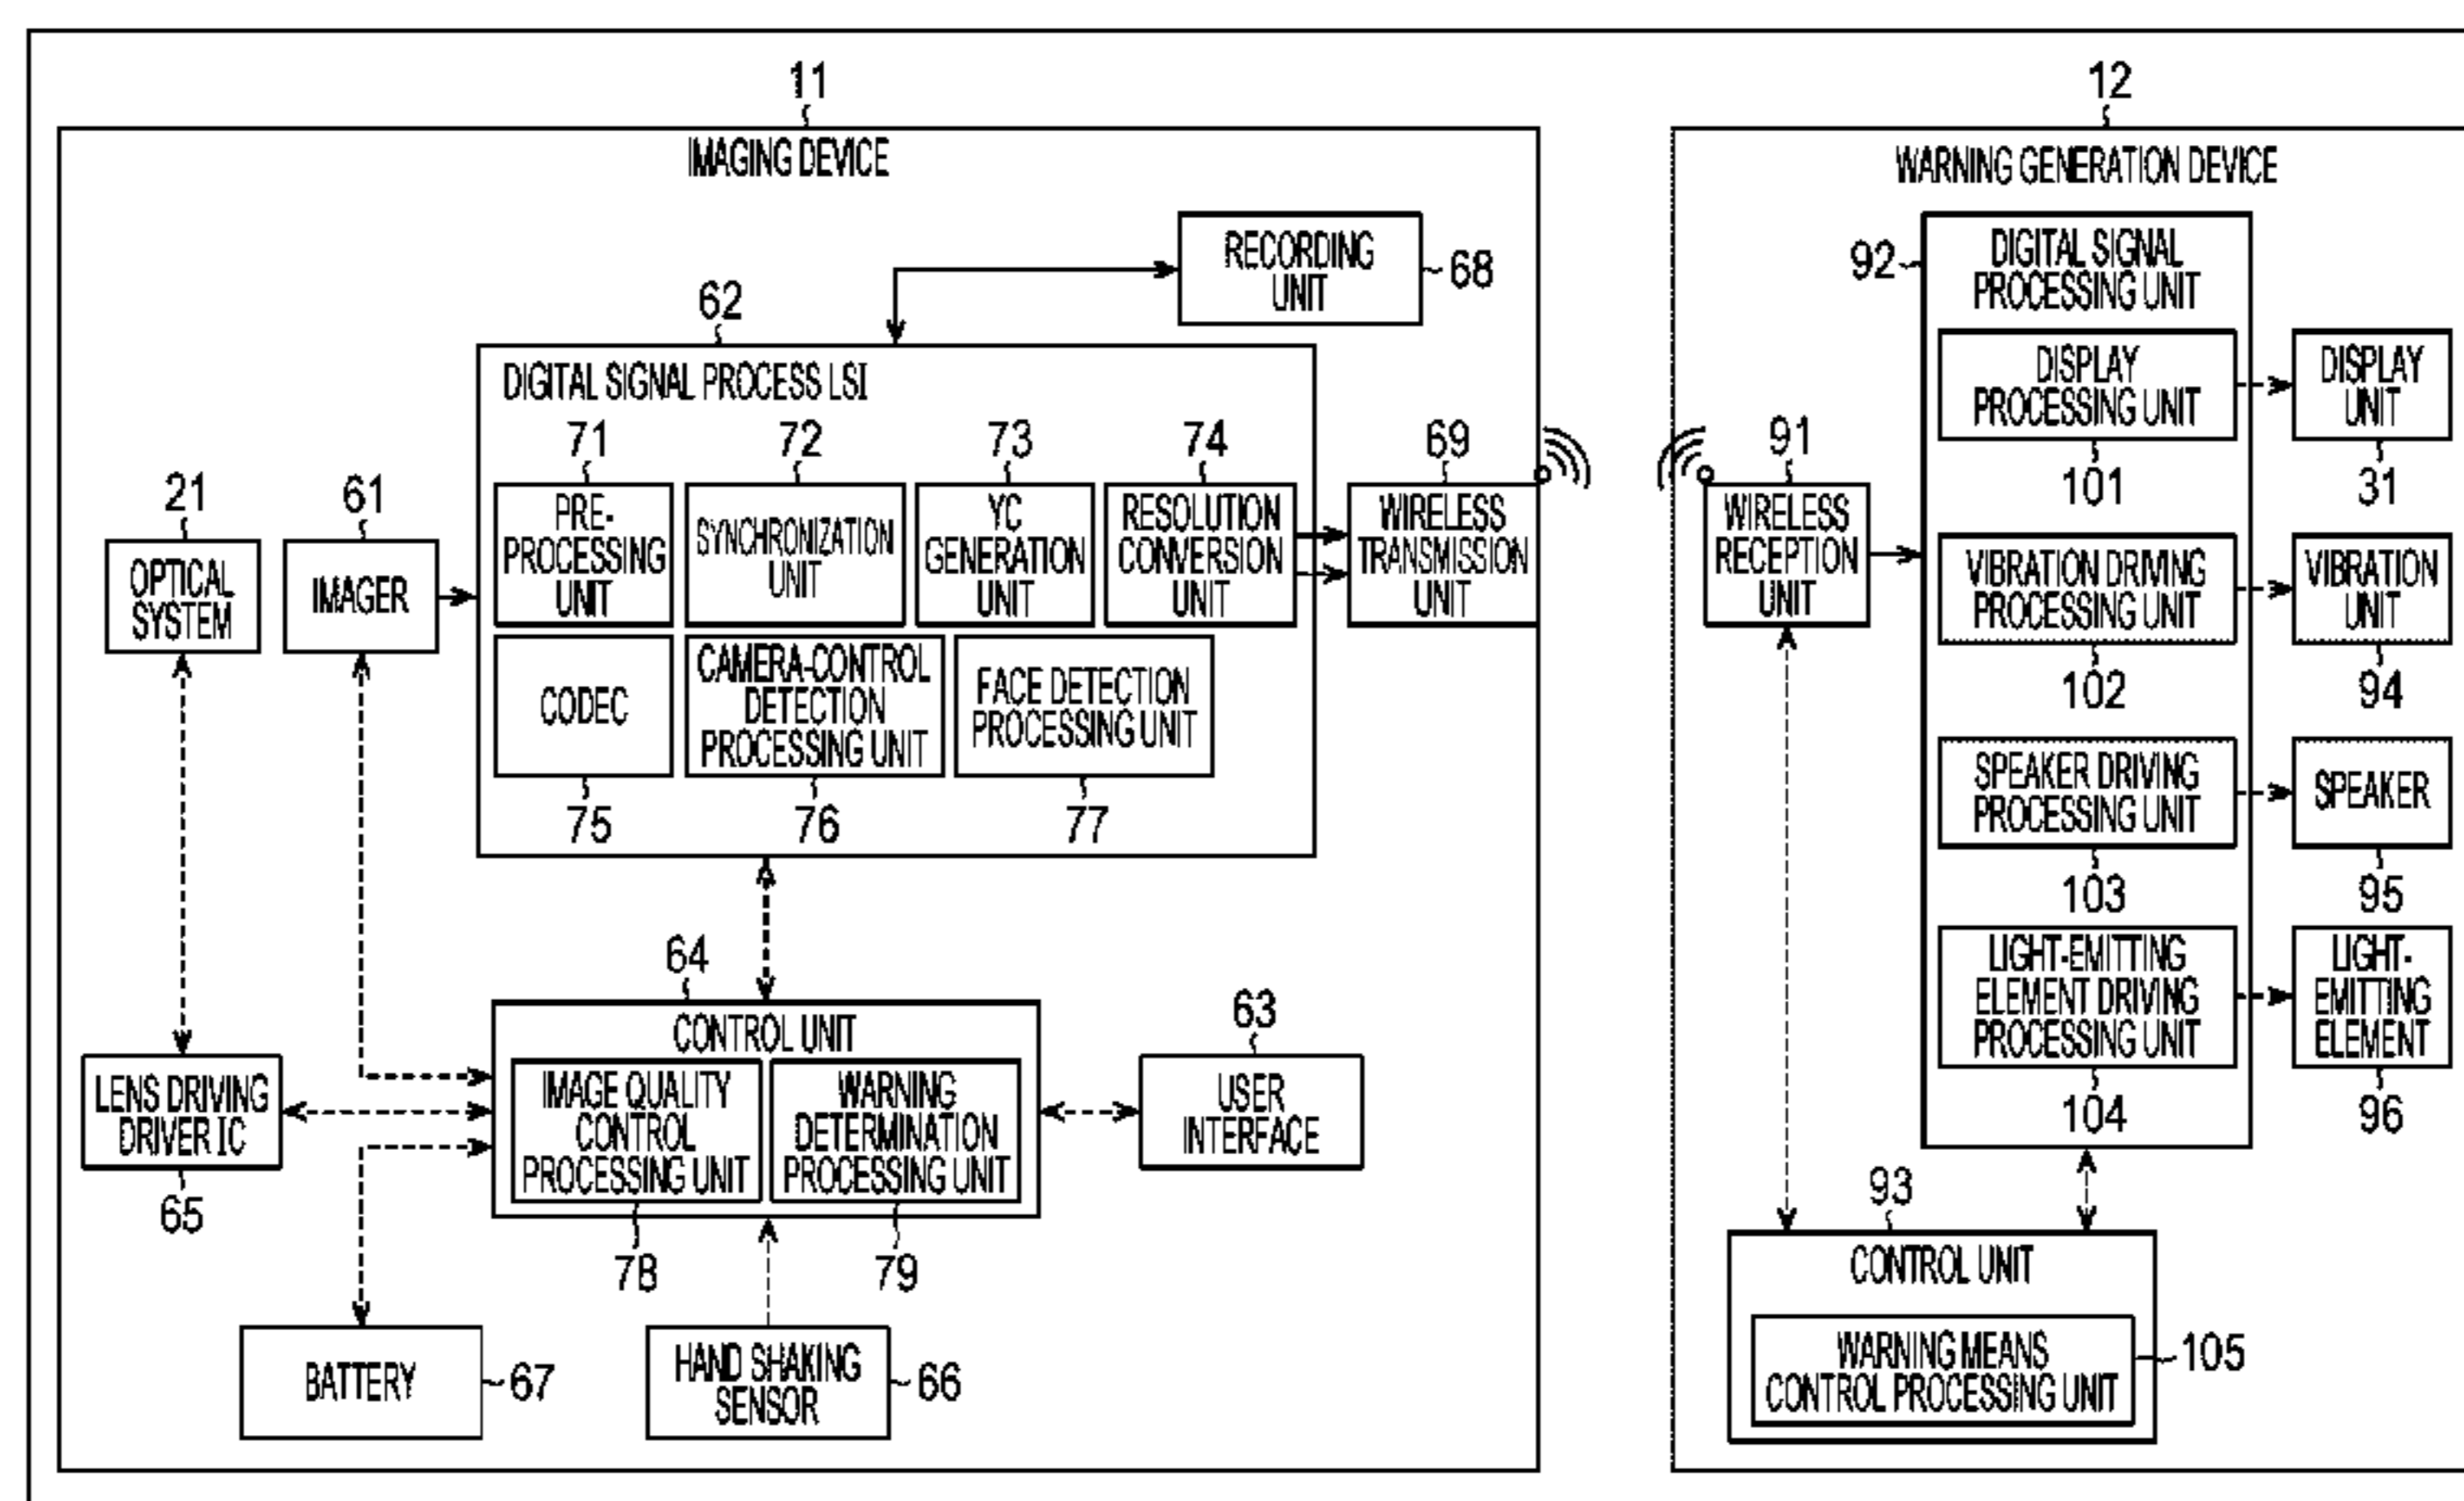 11
IMAGING DEVICE
RECORDING
UNIT
68
62
DIGITAL SIGNAL PROCESS LSI
71
72
73
74
69
PRE-
PROCESSING
UNIT
SYNCHRONIZATION
UNIT
YC
GENERATION
UNIT
RESOLUTION
CONVERSION
UNIT
WIRELESS
TRANSMISSION
UNIT
21
61
OPTICAL
SYSTEM
IMAGER
CODEC
CAMERA-CONTROL
DETECTION
PROCESSING UNIT
FACE DETECTION
PROCESSING UNIT
75
76
77
64
CONTROL UNIT
IMAGE QUALITY
CONTROL
PROCESSING UNIT
WARNING
DETERMINATION
PROCESSING UNIT
78
79
63
USER
INTERFACE
LENS DRIVING
DRIVER IC
65
BATTERY
67
HAND SHAKING
SENSOR
66
12
WARNING GENERATION DEVICE
92
DIGITAL SIGNAL
PROCESSING UNIT
DISPLAY
PROCESSING UNIT
101
DISPLAY
UNIT
31
91
WIRELESS
RECEPTION
UNIT
VIBRATION DRIVING
PROCESSING UNIT
102
VIBRATION
UNIT
94
SPEAKER DRIVING
PROCESSING UNIT
103
SPEAKER
95
LIGHT-EMITTING
ELEMENT DRIVING
PROCESSING UNIT
104
LIGHT-
EMITTING
ELEMENT
96
93
CONTROL UNIT
WARNING MEANS
CONTROL PROCESSING UNIT
105